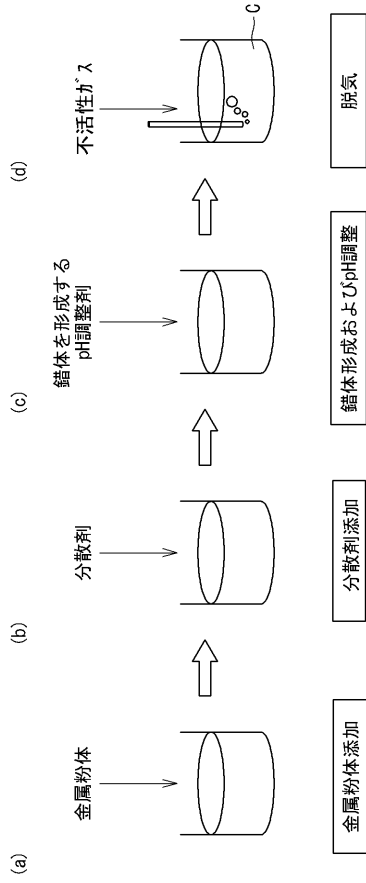 (a)
金属粉体
金属粉体添加
(b)
分散剤
分散剤添加
(c)
錯体を形成する
pH調整剤
錯体形成およびpH調整
(d)
不活性ガス
C
脱気